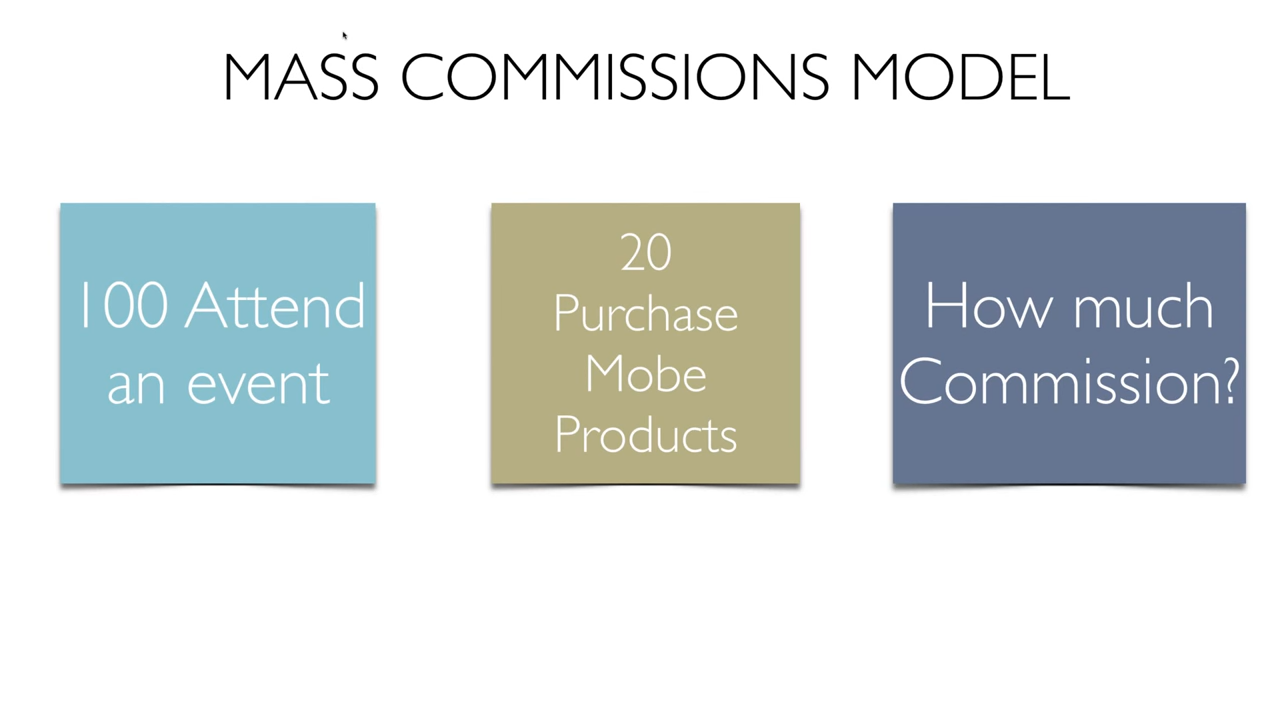 MASS COMMISSIONS MODEL
100 Attend
an event
20
Purchase
Mobe
Products
How much
Commission?